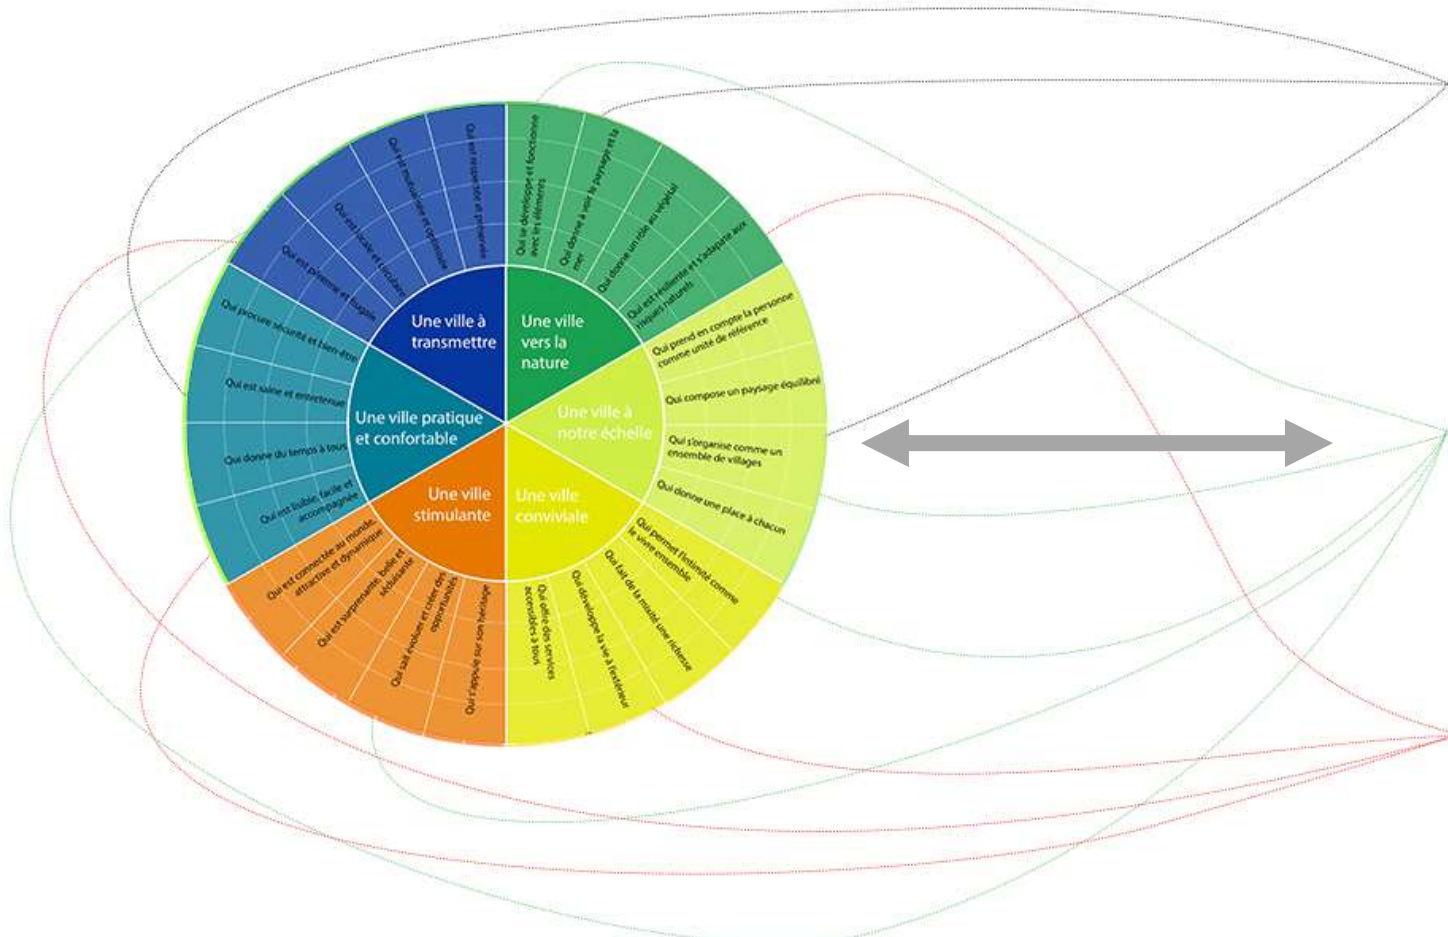 Une ville à
transmettre
Une ville
vers la
nature
Une ville à
notre échelle
Une ville
conviviale
Une ville
stimulante
Une ville pratique
et confortable
Qui est pérenne et frugale
Qui est locale et circulaire
Qui est mutualisée et optimisée
Qui est respectée et préservée
Qui se développe et fonctionne
avec les éléments
Qui donne à voir le paysage et la
mer
Qui donne un rôle au végétal
Qui est résiliente et s'adapate aux
risques naturels
Qui prend en compte la personne
comme unité de référence
Qui compose un paysage équilibré
Qui s'organise comme un
ensemble de villages
Qui donne une place à chacun
Qui permet l'intimité comme
le vivre ensemble
Qui fait de la mixité une richesse
Qui développe la vie à l'extérieur
Qui offre des services
accessibles à tous
Qui s'appuie sur son héritage
Qui sait évoluer et créer des
opportunités
Qui est surprenante, belle et
séduisante
Qui est connectée au monde,
attractive et dynamique
Qui est lisible, facile et
accompagnée
Qui donne du temps à tous
Qui est saine et entretenue
Qui procure sécurité et bien-être